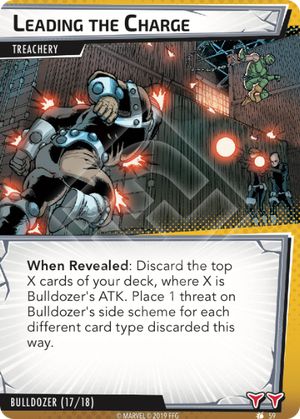 LEADING THE CHARGE
TREACHERY
When Revealed: Discard the top
X cards of your deck, where X is
Bulldozer's ATK. Place 1 threat on
Bulldozer's side scheme for each
different card type discarded this
way.
BULLDOZER (17/18)
© MARVEL © 2019 FFG
59